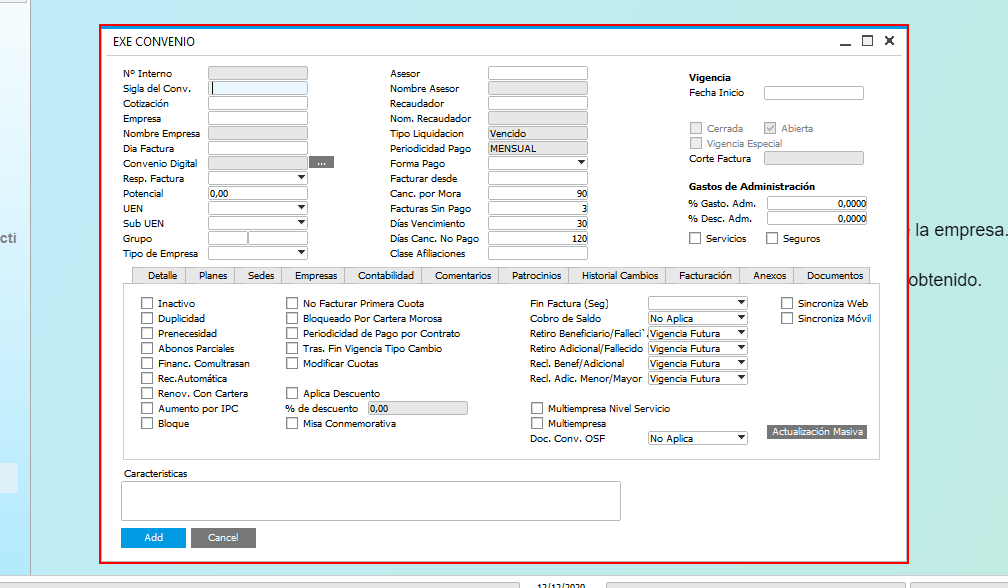 EXE CONVENIO
Nº Interno
Sigla del Conv.
Cotización
Empresa
Nombre Empresa
Dia Factura
Convenio Digital ...
Resp. Factura
Potencial 0,00
UEN
Sub UEN
Grupo
Tipo de Empresa
Asesor
Nombre Asesor
Recaudador
Nom. Recaudador
Tipo Liquidacion Vencido
Periodicidad Pago MENSUAL
Forma Pago
Facturar desde
Canc. por Mora 90
Facturas Sin Pago 3
Días Vencimiento 30
Días Canc. No Pago 120
Clase Afiliaciones
Vigencia
Fecha Inicio
Cerrada Abierta
Vigencia Especial
Corte Factura
Gastos de Administración
% Gasto. Adm. 0,0000
% Desc. Adm. 0,0000
Servicios Seguros
Detalle Planes Sedes Empresas Contabilidad Comentarios Patrocinios Historial Cambios Facturación Anexos Documentos
Inactivo
Duplicidad
Prenecesidad
Abonos Parciales
Financ. Comultrasan
Rec.Automática
Renov. Con Cartera
Aumento por IPC
Bloque
No Facturar Primera Cuota
Bloqueado Por Cartera Morosa
Periodicidad de Pago por Contrato
Tras. Fin Vigencia Tipo Cambio
Modificar Cuotas
Aplica Descuento
% de descuento 0,00
Misa Conmemorativa
Fin Factura (Seg)
Cobro de Saldo No Aplica
Retiro Beneficiario/Falleci Vigencia Futura
Retiro Adicional/Fallecido Vigencia Futura
Recl. Benef/Adicional Vigencia Futura
Recl. Adic. Menor/Mayor Vigencia Futura
Multiempresa Nivel Servicio
Multiempresa
Doc. Conv. OSF No Aplica
Sincroniza Web
Sincroniza Móvil
Actualización Masiva
Caracteristicas
Add Cancel
cti
la empresa.
obtenido.
12/12/2020